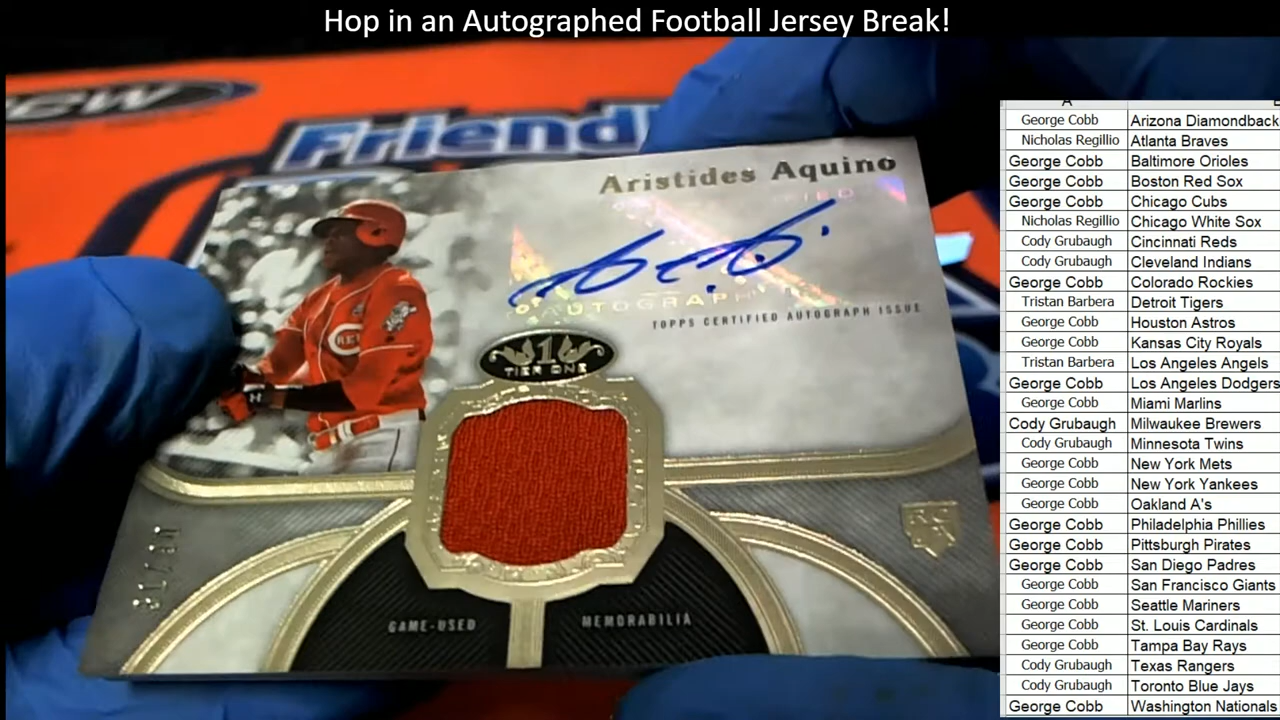 Hop in an Autographed Football Jersey Break!
Friend
Aristides Aquino
AUTOGRAPH
TOPPS CERTIFIED AUTOGRAPH ISSUE
1
TIER ONE
H
C
RE
RC
GAME-USED
MEMORABILIA
A
George Cobb Arizona Diamondback
Nicholas Regillio Atlanta Braves
George Cobb Baltimore Orioles
George Cobb Boston Red Sox
George Cobb Chicago Cubs
Nicholas Regillio Chicago White Sox
Cody Grubaugh Cincinnati Reds
Cody Grubaugh Cleveland Indians
George Cobb Colorado Rockies
Tristan Barbera Detroit Tigers
George Cobb Houston Astros
George Cobb Kansas City Royals
Tristan Barbera Los Angeles Angels
George Cobb Los Angeles Dodgers
George Cobb Miami Marlins
Cody Grubaugh Milwaukee Brewers
Cody Grubaugh Minnesota Twins
George Cobb New York Mets
George Cobb New York Yankees
George Cobb Oakland A's
George Cobb Philadelphia Phillies
George Cobb Pittsburgh Pirates
George Cobb San Diego Padres
George Cobb San Francisco Giants
George Cobb Seattle Mariners
George Cobb St. Louis Cardinals
George Cobb Tampa Bay Rays
Cody Grubaugh Texas Rangers
Cody Grubaugh Toronto Blue Jays
George Cobb Washington Nationals